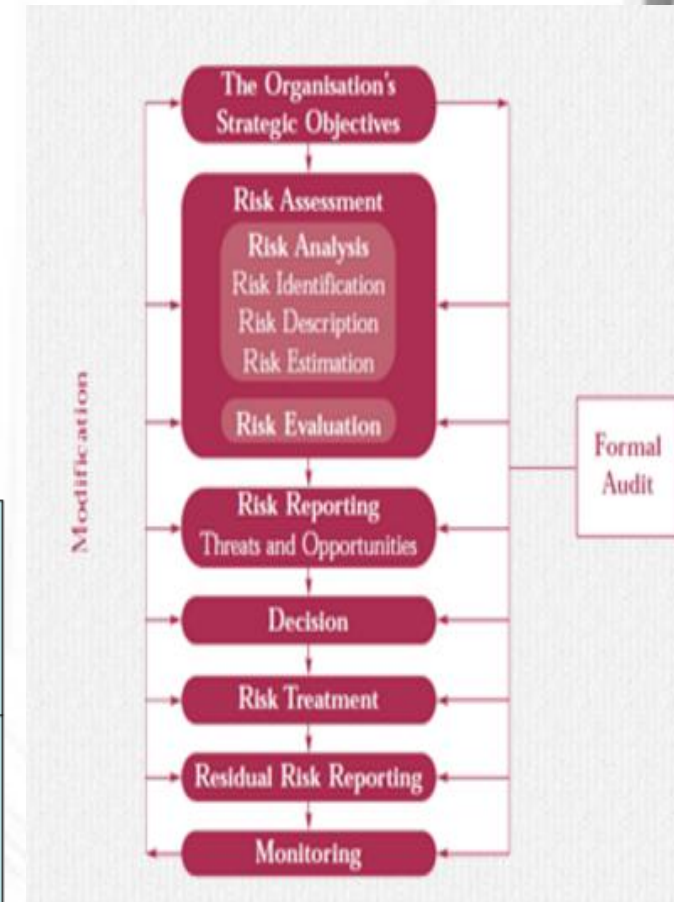 The Organisation's
Strategic Objectives
Risk Assessment
Risk Analysis
Risk Identification
Risk Description
Risk Estimation
Risk Evaluation
Modification
Formal
Audit
Risk Reporting
Threats and Opportunities
Decision
Risk Treatment
Residual Risk Reporting
Monitoring